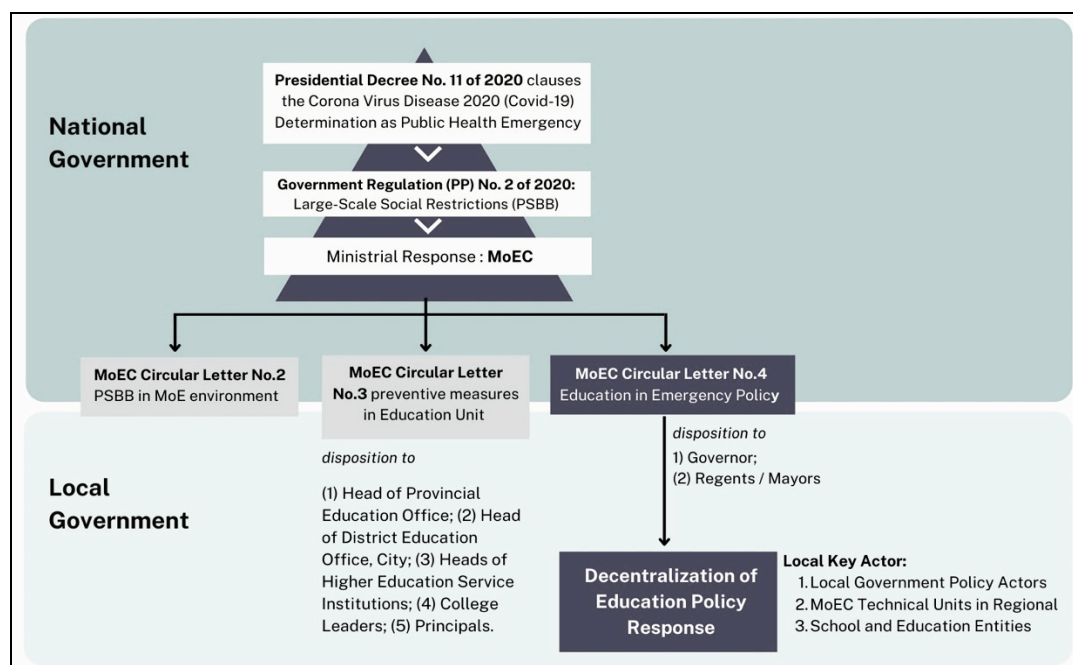 National
Government
Presidential Decree No. 11 of 2020 clauses
the Corona Virus Disease 2020 (Covid-19)
Determination as Public Health Emergency
Government Regulation (PP) No. 2 of 2020:
Large-Scale Social Restrictions (PSBB)
Ministrial Response : MoEC
MoEC Circular Letter No.2
PSBB in MoE environment
MoEC Circular Letter
No.3 preventive measures
in Education Unit
MoEC Circular Letter No.4
Education in Emergency Policy
Local
Government
disposition to
(1) Head of Provincial
Education Office; (2) Head
of District Education
Office, City; (3) Heads of
Higher Education Service
Institutions; (4) College
Leaders; (5) Principals.
disposition to
1) Governor;
(2) Regents / Mayors
Decentralization of
Education Policy
Response
Local Key Actor:
1. Local Government Policy Actors
2. MoEC Technical Units in Regional
3. School and Education Entities